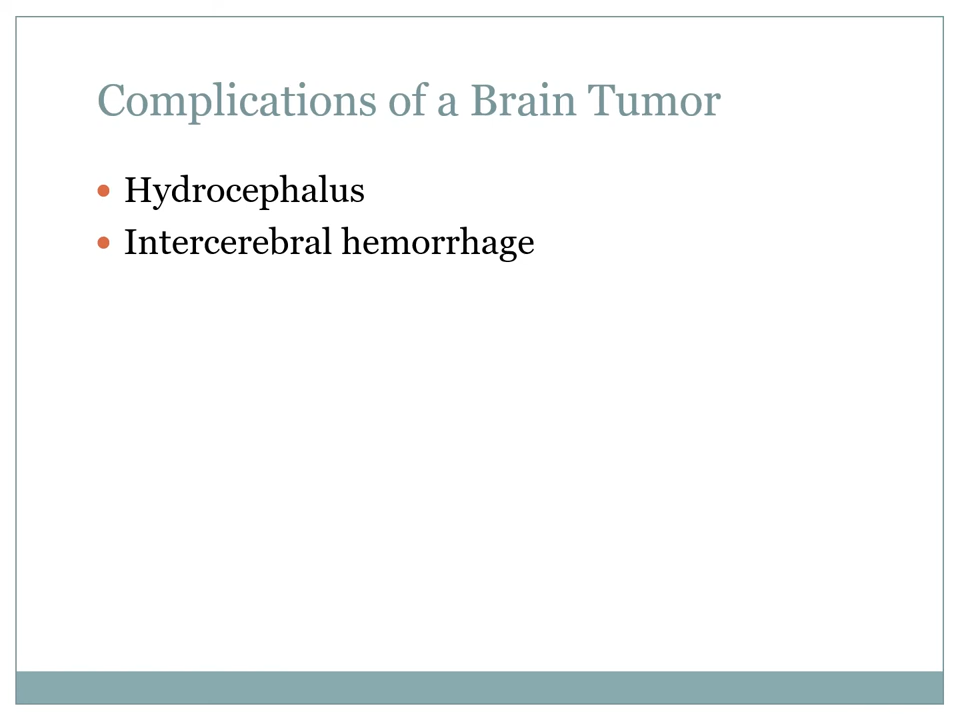 Complications of a Brain Tumor
Hydrocephalus
Intercerebral hemorrhage